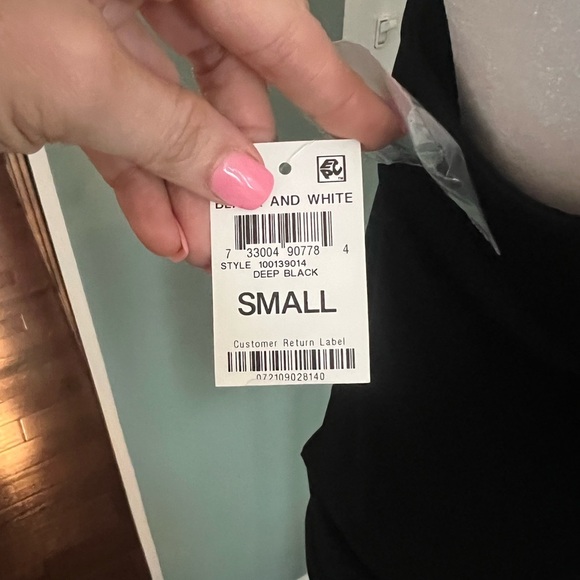 AND WHITE
7 33004 90778 4
STYLE 100139014
DEEP BLACK
SMALL
Customer Return Label
072109028140